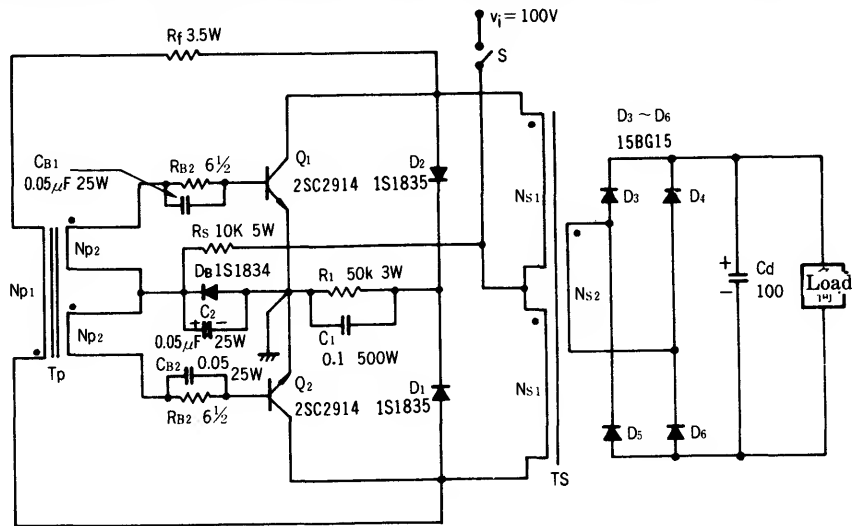 Rf 3.5W
vi=100V
S
D3 ~ D6
15BG15
CB1
0.05μF 25W
RB2 6½
Q1
2SC2914
D2
1S1835
NS1
D3
D4
Np2
RS 10K 5W
DB 1S1834
R1 50k 3W
Np1
NS2
Cd
100
+
−
Load
Np2
C2
+ −
0.05μF 25W
C1
0.1 500W
CB2 0.05
25W
Tp
Q2
2SC2914
D1
1S1835
NS1
RB2 6½
D5
D6
TS